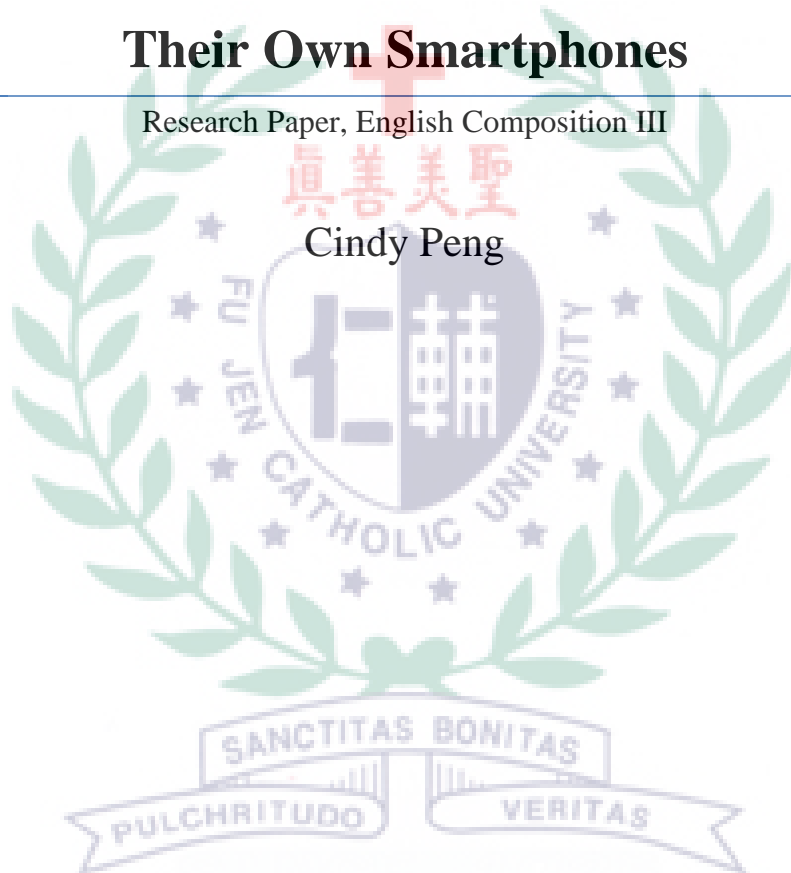 Their Own Smartphones
Research Paper, English Composition III
眞善美聖
Cindy Peng
FU JEN CATHOLIC UNIVERSITY
仁輔
SANCTITAS BONITAS
PULCHRITUDO VERITAS